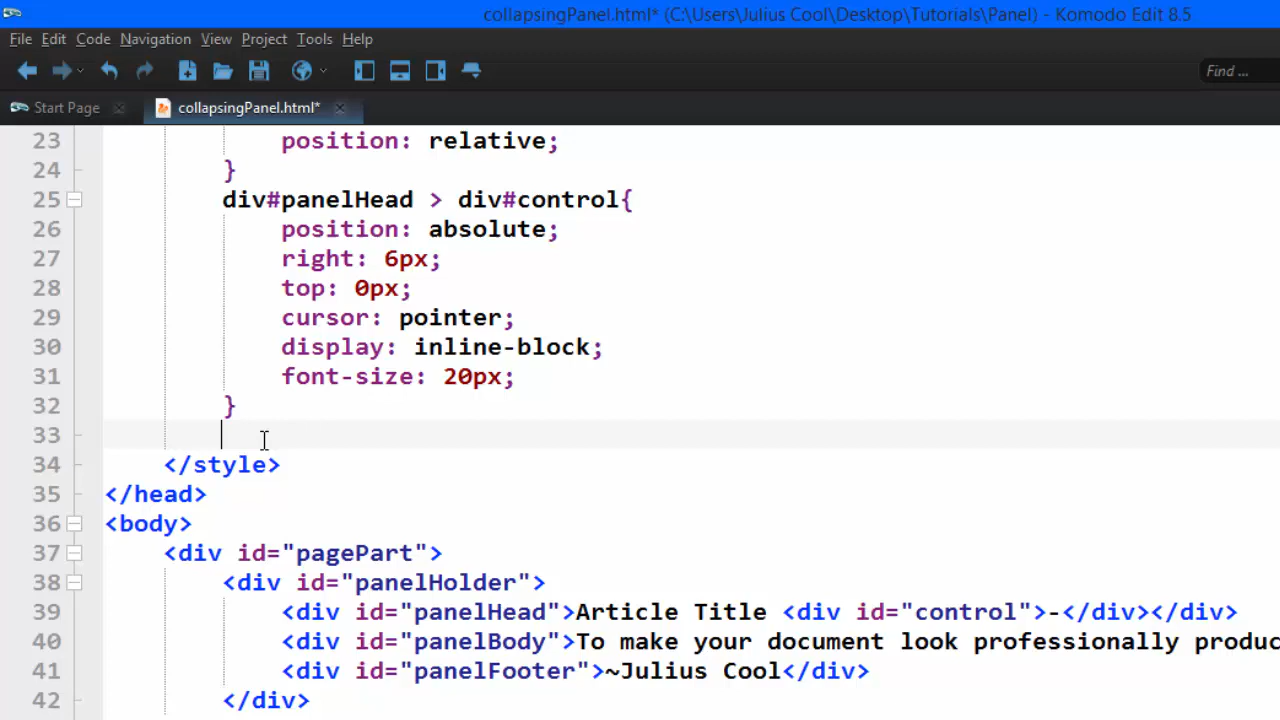 collapsingPanel.html* (C:\Users\Julius Cool\Desktop\Tutorials\Panel) - Komodo Edit 8.5
File Edit Code Navigation View Project Tools Help
Find ...
Start Page collapsingPanel.html*
23 position: relative;
24 }
25 div#panelHead > div#control{
26 position: absolute;
27 right: 6px;
28 top: 0px;
29 cursor: pointer;
30 display: inline-block;
31 font-size: 20px;
32 }
33
34 </style>
35 </head>
36 <body>
37 <div id="pagePart">
38 <div id="panelHolder">
39 <div id="panelHead">Article Title <div id="control">-</div></div>
40 <div id="panelBody">To make your document look professionally produc
41 <div id="panelFooter">~Julius Cool</div>
42 </div>